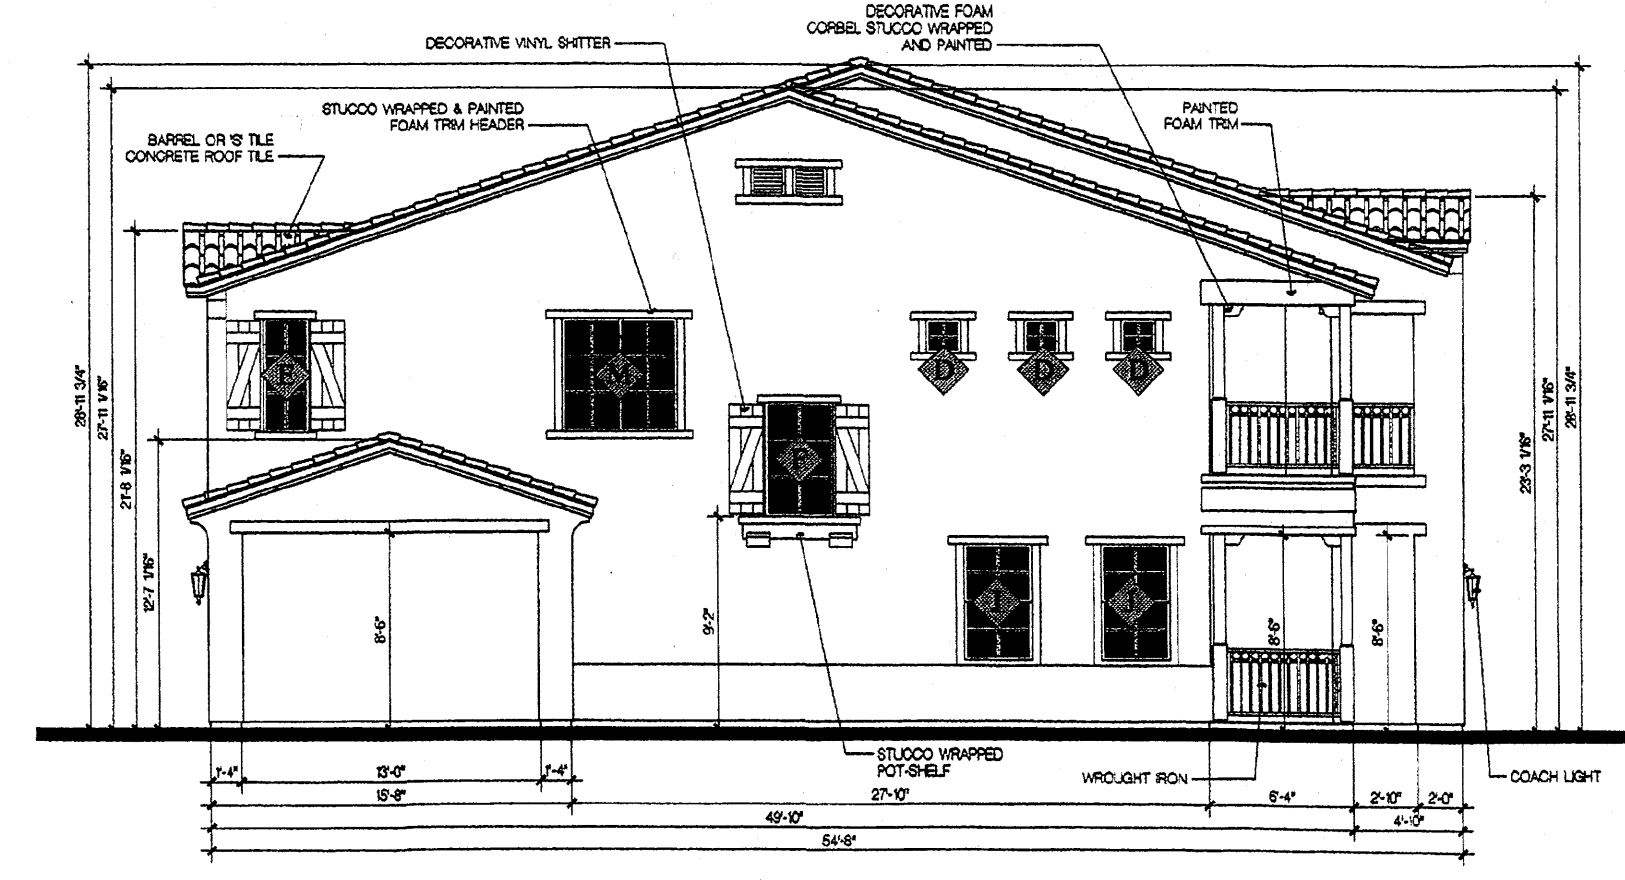 DECORATIVE FOAM
CORBEL STUCCO WRAPPED
AND PAINTED
DECORATIVE VINYL SHTTER
STUCCO WRAPPED & PAINTED
FOAM TRIM HEADER
PAINTED
FOAM TRIM
BARREL OR 'S' TILE
CONCRETE ROOF TILE
E
M
F
D
D
D
1
1
28'-11 3/4"
27'-11 1/16"
21'-8 1/16"
12'-7 1/16"
8'-6"
9'-2"
8'-6"
8'-6"
23'-3 1/16"
27'-11 1/16"
28'-11 3/4"
STUCCO WRAPPED
POT-SHELF
WROUGHT IRON
COACH LIGHT
1'-4" 13'-0" 1'-4"
15'-8" 27'-10" 6'-4" 2'-10" 2'-0"
49'-10" 4'-10"
54'-8"